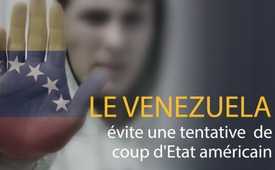 LE VENEZUELA
évite une tentative de
coup d'Etat américain